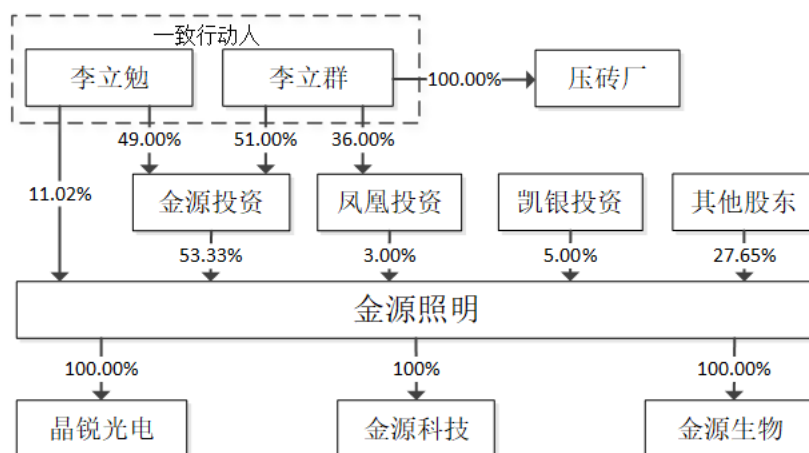 一致行动人
李立勉
李立群
100.00%
压砖厂
49.00%
51.00%
36.00%
11.02%
金源投资
凤凰投资
凯银投资
其他股东
53.33%
3.00%
5.00%
27.65%
金源照明
100.00%
100%
100.00%
晶锐光电
金源科技
金源生物